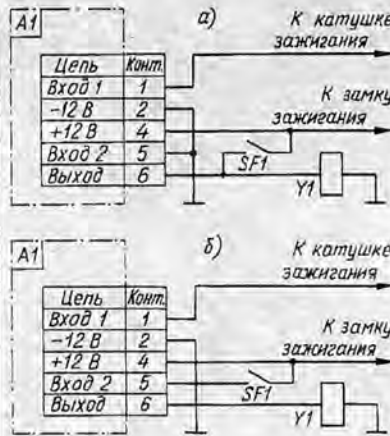 A1
а)
К катушке
зажигания
Цепь Конт.
Вход 1 1
К замку
-12 В 2
зажигания
+12 В 4
Вход 2 5
SF1
Выход 6
Y1
A1
б)
К катушке
зажигания
Цепь Конт.
Вход 1 1
К замку
-12 В 2
зажигания
+12 В 4
Вход 2 5
SF1
Выход 6
Y1